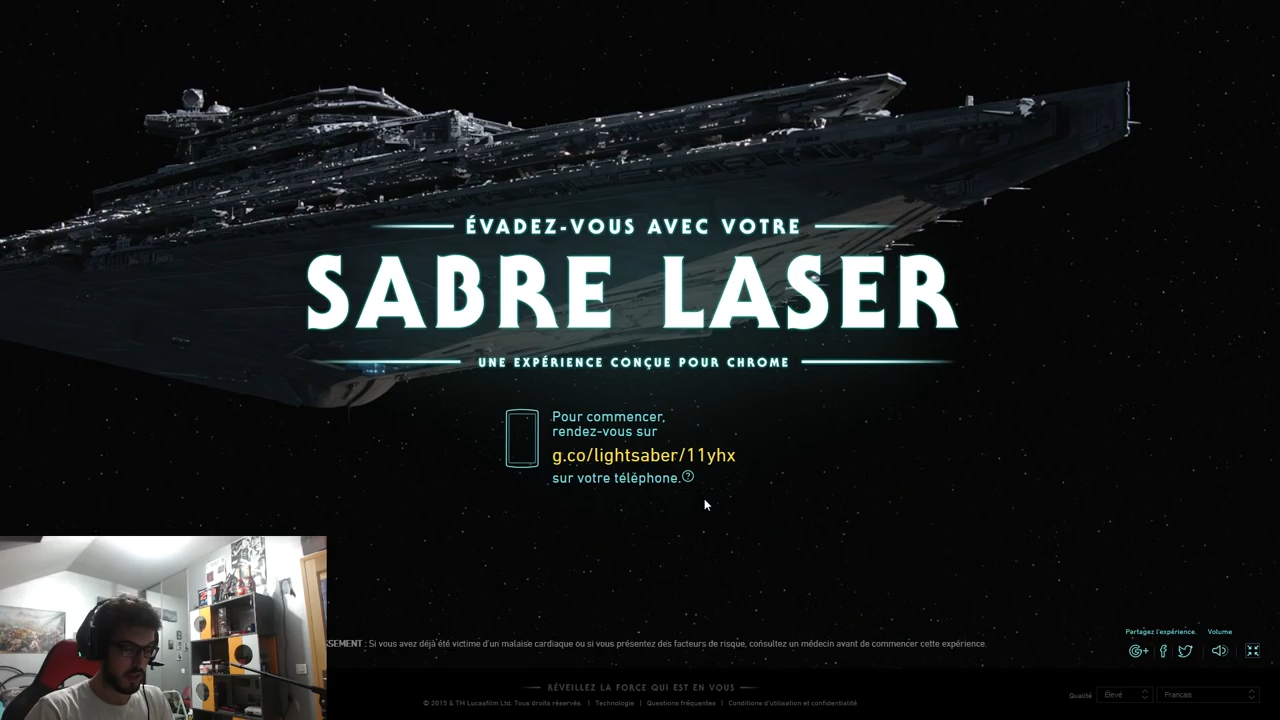 ÉVADEZ-VOUS AVEC VOTRE
SABRE LASER
UNE EXPÉRIENCE CONÇUE POUR CHROME
Pour commencer,
rendez-vous sur
g.co/lightsaber/11yhx
sur votre téléphone.?
Partagez l'expérience. Volume
SSEMENT : Si vous avez déjà été victime d'un malaise cardiaque ou si vous présentez des facteurs de risque, consultez un médecin avant de commencer cette expérience.
RÉVEILLEZ LA FORCE QUI EST EN VOUS
Qualité Élevé Francais
© 2015 & TM Lucasfilm Ltd. Tous droits réservés. | Technologie | Questions fréquentes | Conditions d'utilisation et confidentialité